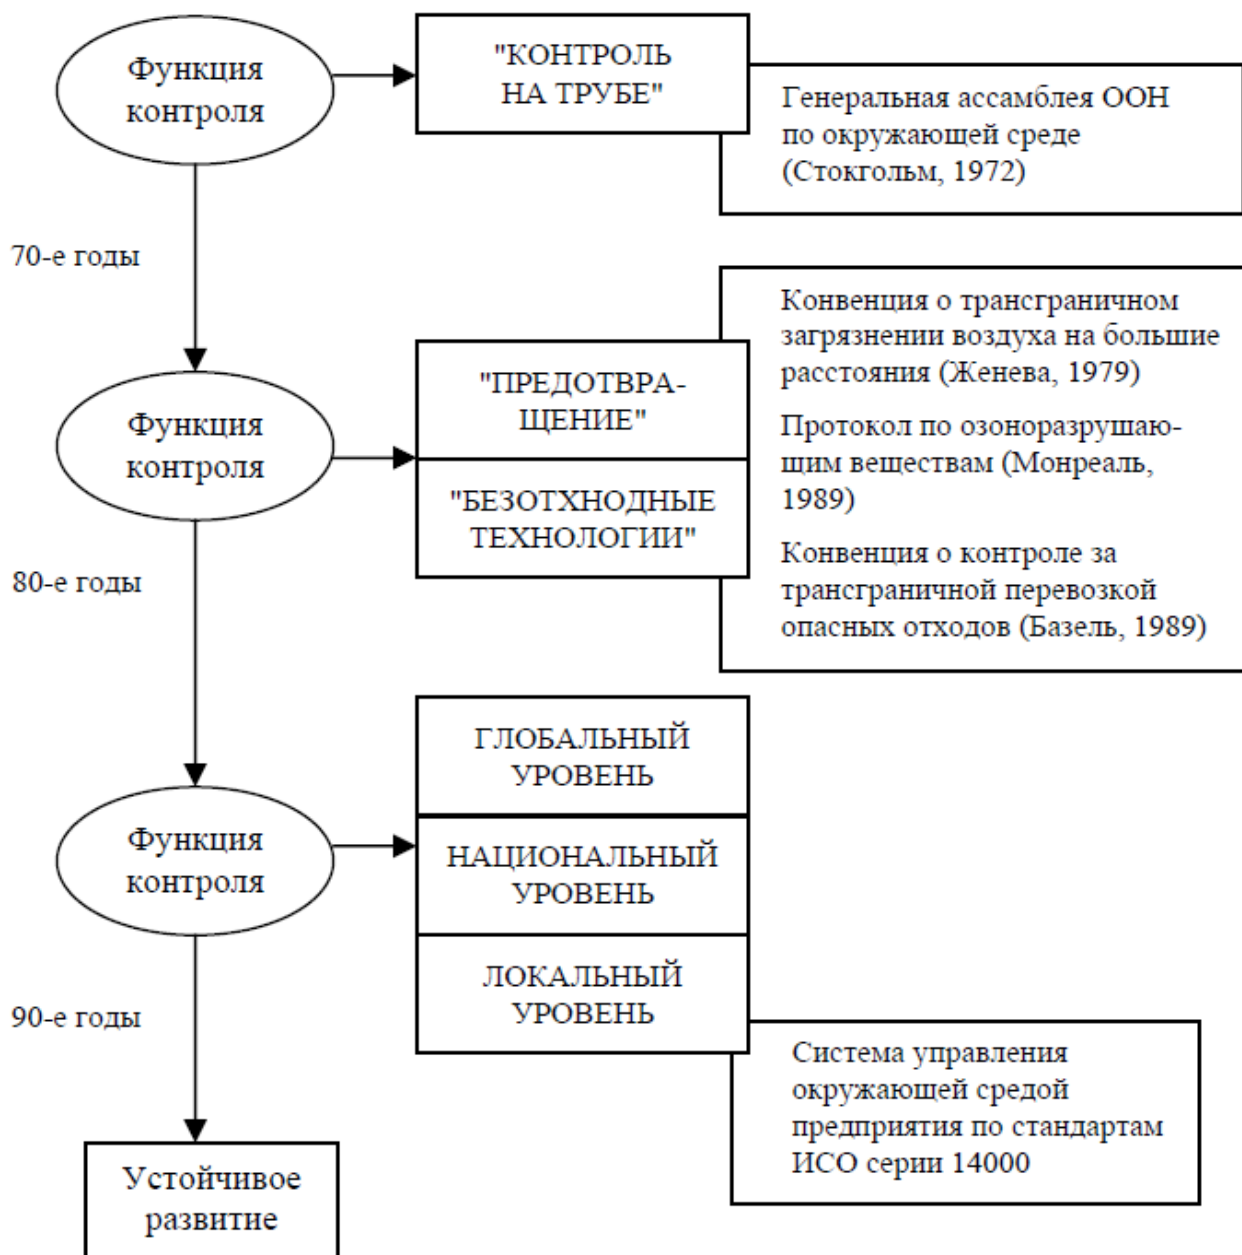 Функция
контроля
"КОНТРОЛЬ
НА ТРУБЕ"
Генеральная ассамблея ООН
по окружающей среде
(Стокгольм, 1972)
70-е годы
Функция
контроля
"ПРЕДОТВРА-
ЩЕНИЕ"
"БЕЗОТХНОДНЫЕ
ТЕХНОЛОГИИ"
Конвенция о трансграничном
загрязнении воздуха на большие
расстояния (Женева, 1979)
Протокол по озоноразрушаю-
щим веществам (Монреаль,
1989)
Конвенция о контроле за
трансграничной перевозкой
опасных отходов (Базель, 1989)
80-е годы
Функция
контроля
ГЛОБАЛЬНЫЙ
УРОВЕНЬ
НАЦИОНАЛЬНЫЙ
УРОВЕНЬ
ЛОКАЛЬНЫЙ
УРОВЕНЬ
90-е годы
Система управления
окружающей средой
предприятия по стандартам
ИСО серии 14000
Устойчивое
развитие